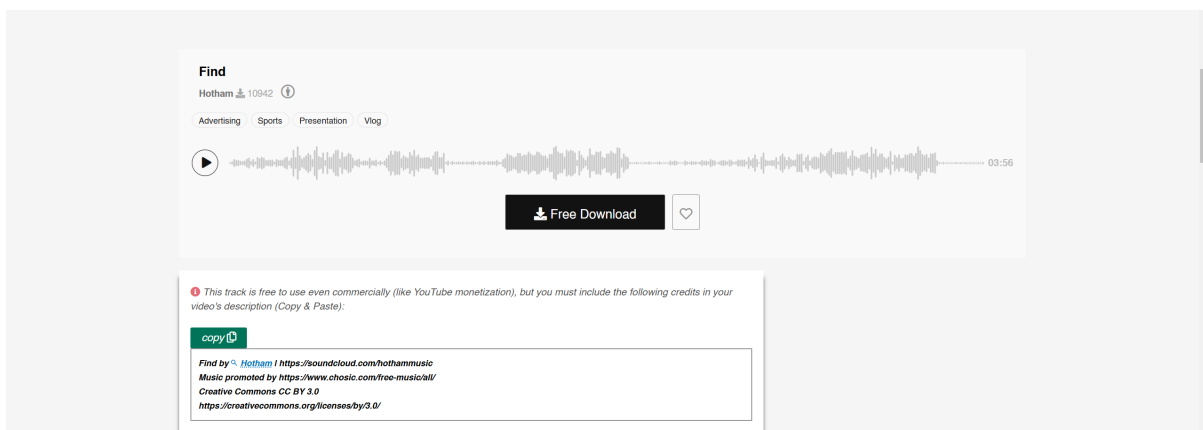 Find
Hotham 10942
Advertising Sports Presentation Vlog
03:56
Free Download
This track is free to use even commercially (like YouTube monetization), but you must include the following credits in your
video's description (Copy & Paste):
copy
Find by Hotham | https://soundcloud.com/hothammusic
Music promoted by https://www.chosic.com/free-music/all/
Creative Commons CC BY 3.0
https://creativecommons.org/licenses/by/3.0/